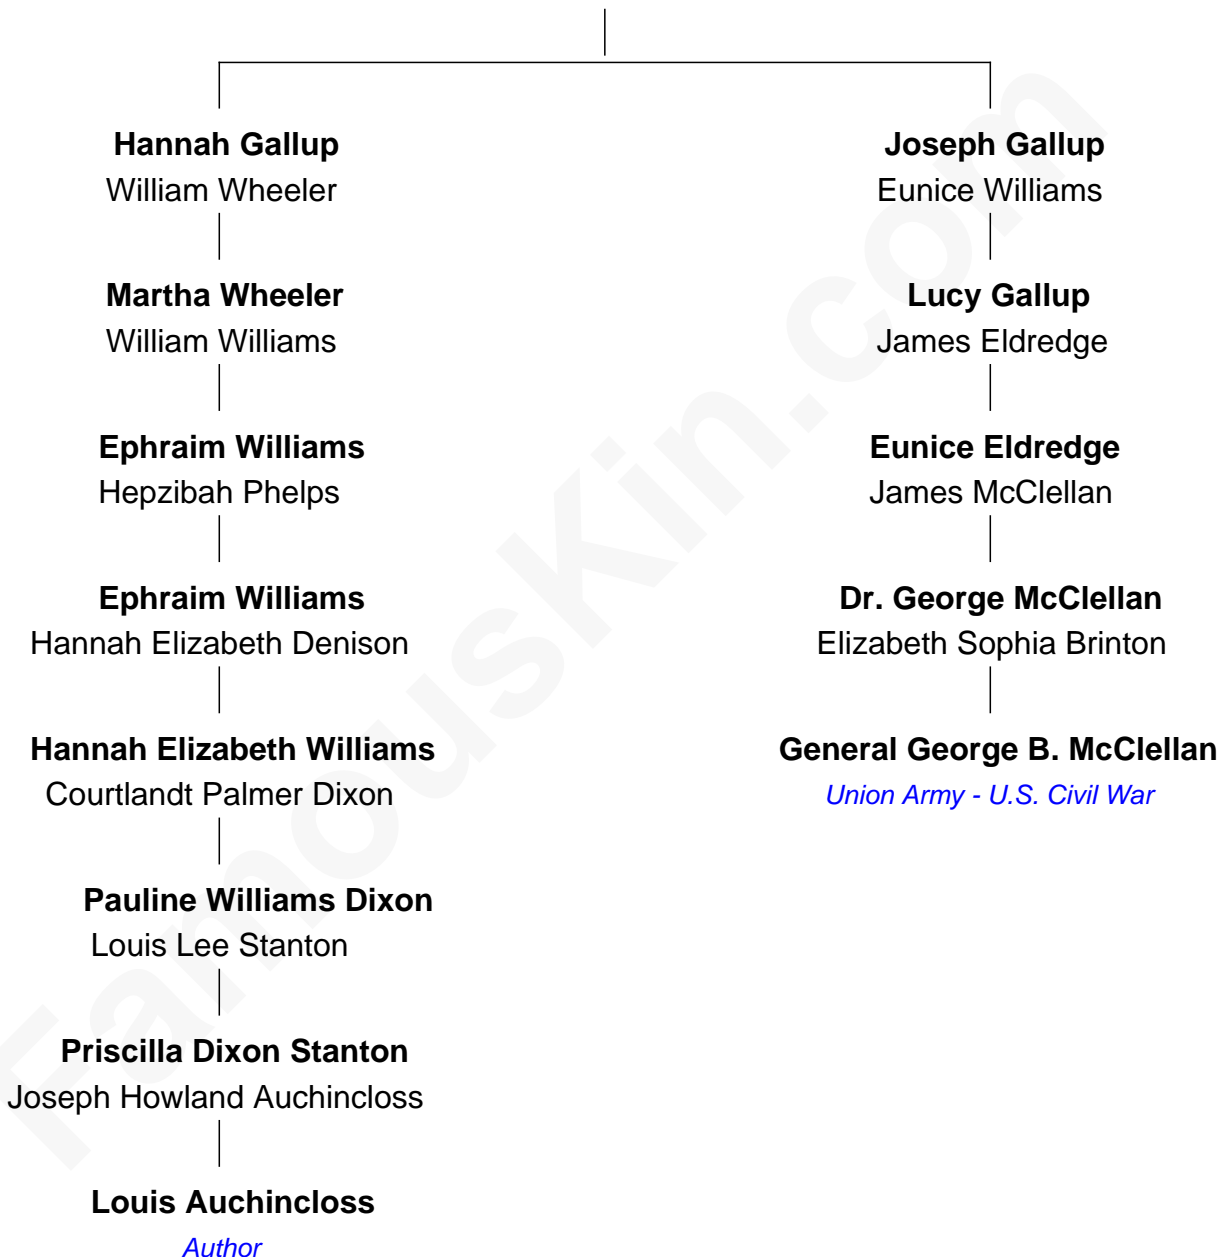 Hannah Gallup
William Wheeler
Martha Wheeler
William Williams
Ephraim Williams
Hepzibah Phelps
Ephraim Williams
Hannah Elizabeth Denison
Hannah Elizabeth Williams
Courtlandt Palmer Dixon
Pauline Williams Dixon
Louis Lee Stanton
Priscilla Dixon Stanton
Joseph Howland Auchincloss
Louis Auchincloss
Author
Joseph Gallup
Eunice Williams
Lucy Gallup
James Eldredge
Eunice Eldredge
James McClellan
Dr. George McClellan
Elizabeth Sophia Brinton
General George B. McClellan
Union Army - U.S. Civil War
FamousKin.com